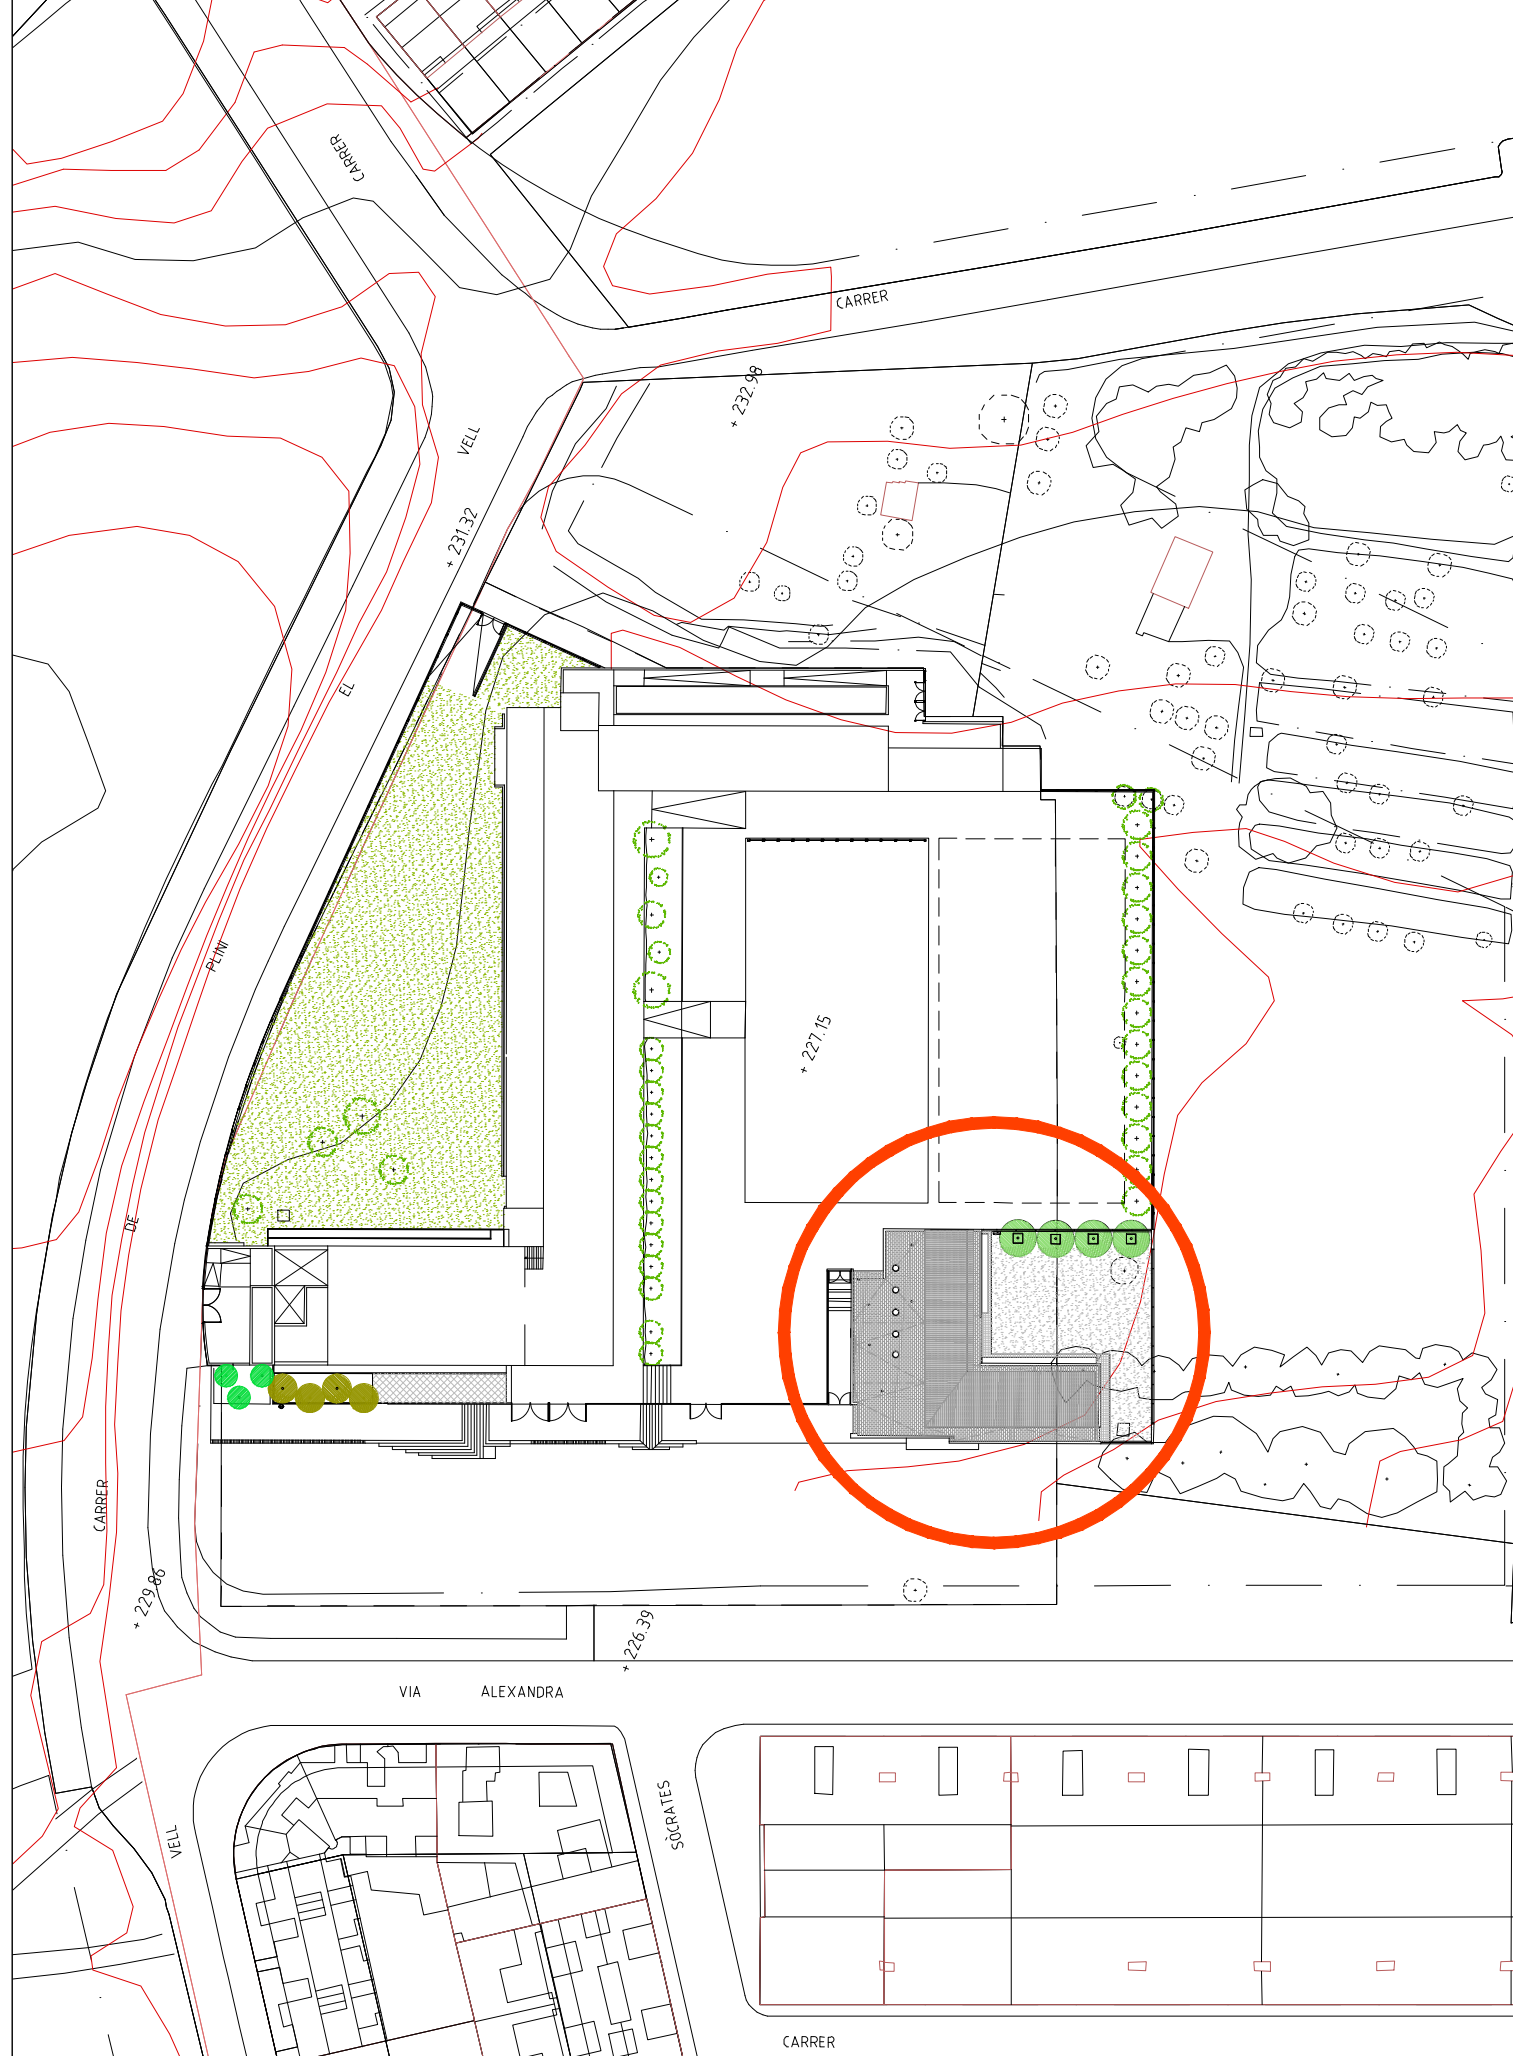 CARRER
CARRER
+ 232.98
VELL
+ 231.32
EL
PLINI
+ 227.15
DE
CARRER
+ 229.86
+ 226.39
VIA ALEXANDRA
SÒCRATES
VELL
CARRER